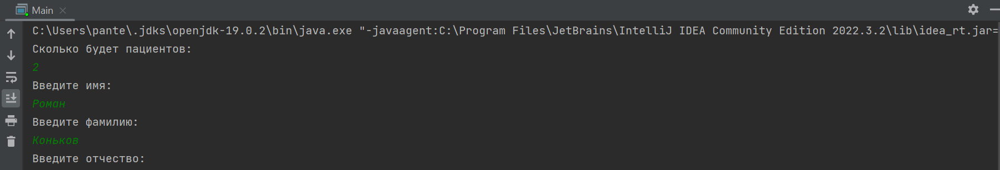 Main
C:\Users\pante\.jdks\openjdk-19.0.2\bin\java.exe "-javaagent:C:\Program Files\JetBrains\IntelliJ IDEA Community Edition 2022.3.2\lib\idea_rt.jar=
Сколько будет пациентов:
2
Введите имя:
Роман
Введите фамилию:
Коньков
Введите отчество: